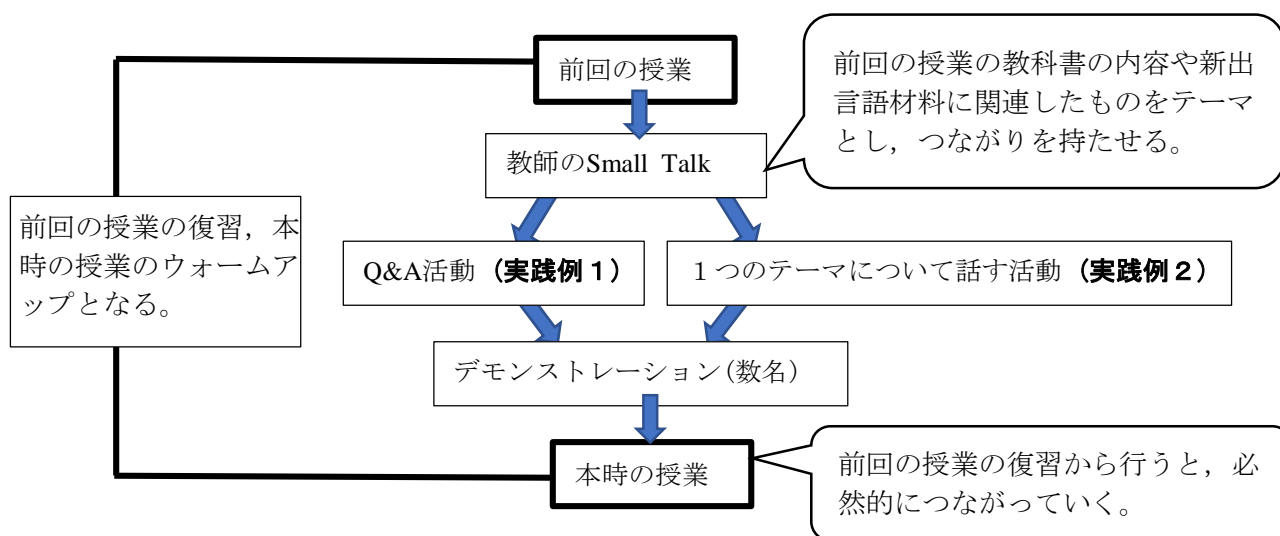 前回の授業
前回の授業の教科書の内容や新出
言語材料に関連したものをテーマ
とし，つながりを持たせる。
教師のSmall Talk
前回の授業の復習，本
時の授業のウォームア
ップとなる。
Q&A活動（実践例１）
１つのテーマについて話す活動（実践例２）
デモンストレーション(数名）
本時の授業
前回の授業の復習から行うと，必
然的につながっていく。